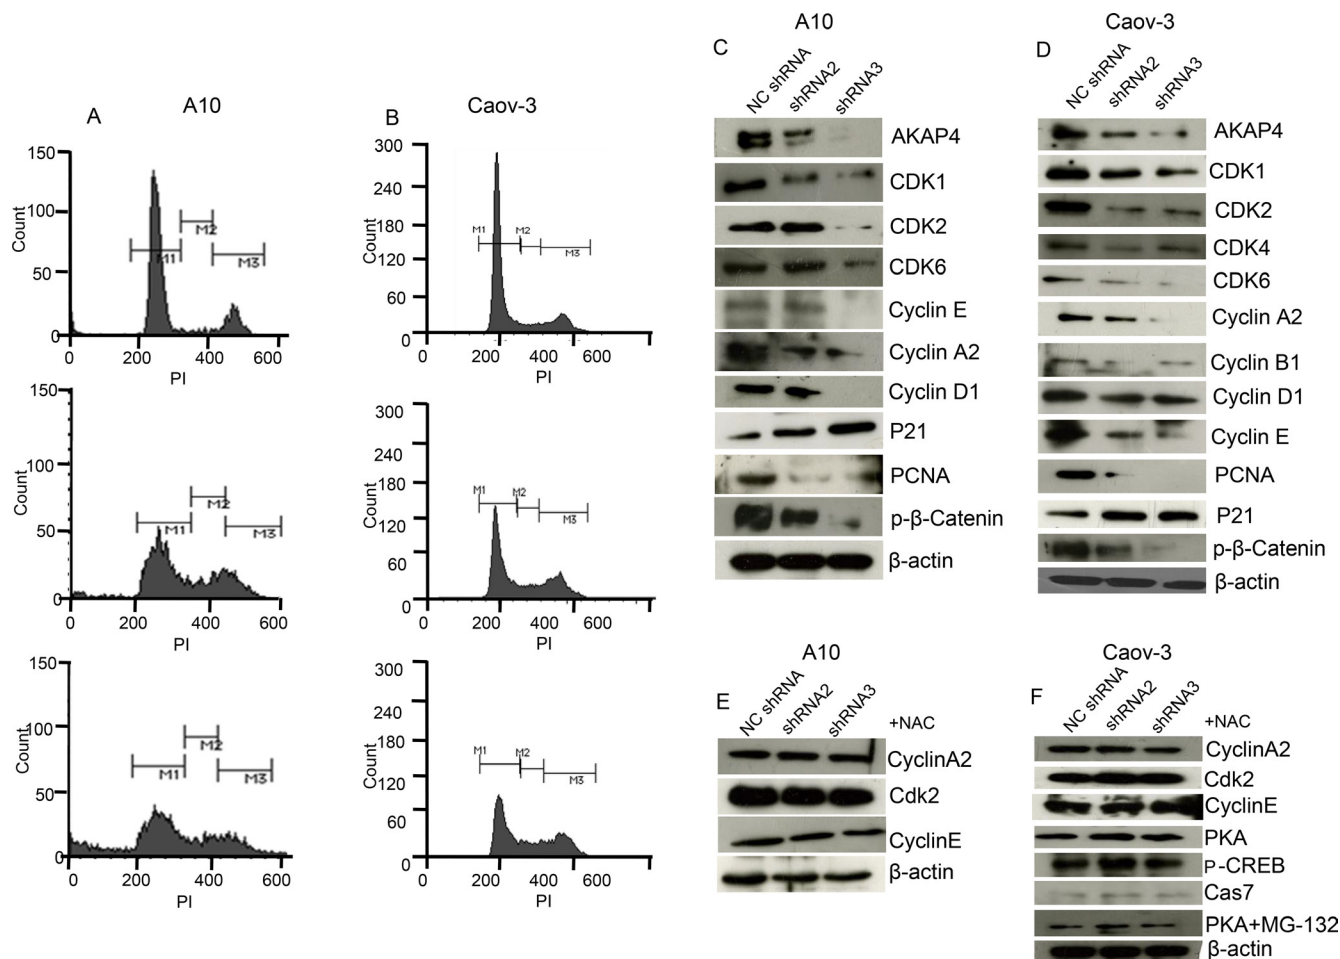 A
A10
150
100
50
0
Count
M1
M2
M3
0
200
400
600
PI
150
100
50
0
Count
M1
M2
M3
0
200
400
600
PI
150
100
50
0
Count
M1
M2
M3
0
200
400
600
PI
B
Caov-3
300
240
180
120
60
0
Count
M1
M2
M3
0
200
400
600
PI
300
240
180
120
60
0
Count
M1
M2
M3
0
200
400
600
PI
300
240
180
120
60
0
Count
M1
M2
M3
0
200
400
600
PI
A10
C
NC shRNA
shRNA2
shRNA3
AKAP4
CDK1
CDK2
CDK6
Cyclin E
Cyclin A2
Cyclin D1
P21
PCNA
p-β-Catenin
β-actin
Caov-3
D
NC shRNA
shRNA2
shRNA3
AKAP4
CDK1
CDK2
CDK4
CDK6
Cyclin A2
Cyclin B1
Cyclin D1
Cyclin E
PCNA
P21
p-β-Catenin
β-actin
A10
E
NC shRNA
shRNA2
shRNA3
+NAC
CyclinA2
Cdk2
CyclinE
β-actin
Caov-3
F
NC shRNA
shRNA2
shRNA3
+NAC
CyclinA2
Cdk2
CyclinE
PKA
P-CREB
Cas7
PKA+MG-132
β-actin